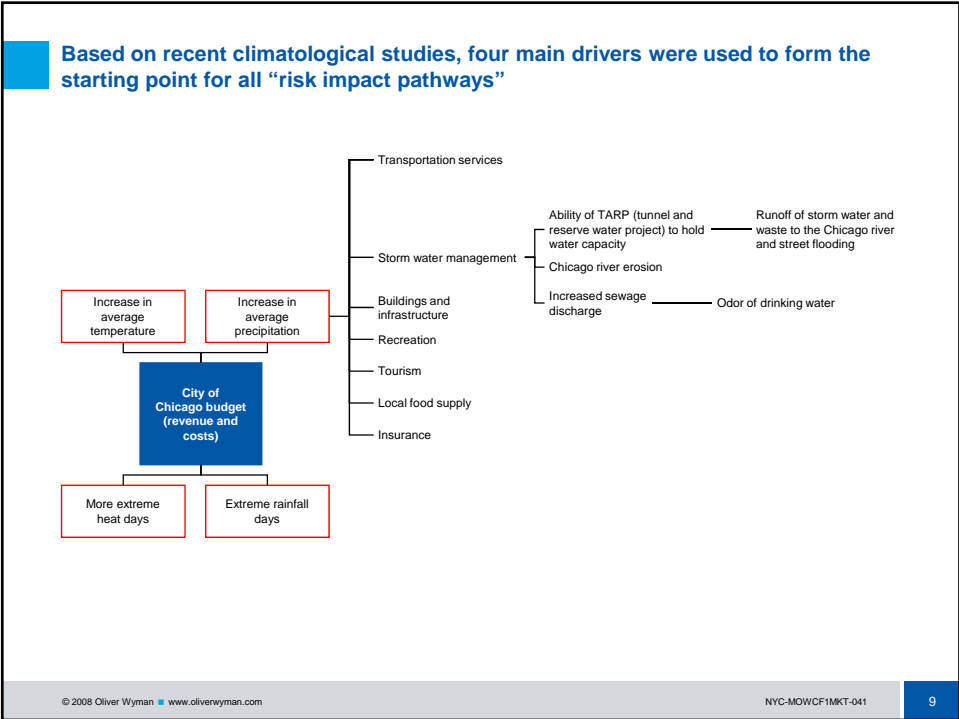 Based on recent climatological studies, four main drivers were used to form the
starting point for all “risk impact pathways”
Transportation services
Ability of TARP (tunnel and
reserve water project) to hold
water capacity
Runoff of storm water and
waste to the Chicago river
and street flooding
Storm water management
Chicago river erosion
Increased sewage
discharge
Odor of drinking water
Increase in
average
temperature
Increase in
average
precipitation
Buildings and
infrastructure
Recreation
Tourism
Local food supply
Insurance
City of
Chicago budget
(revenue and
costs)
More extreme
heat days
Extreme rainfall
days
© 2008 Oliver Wyman ■ www.oliverwyman.com
NYC-MOWCF1MKT-041
9